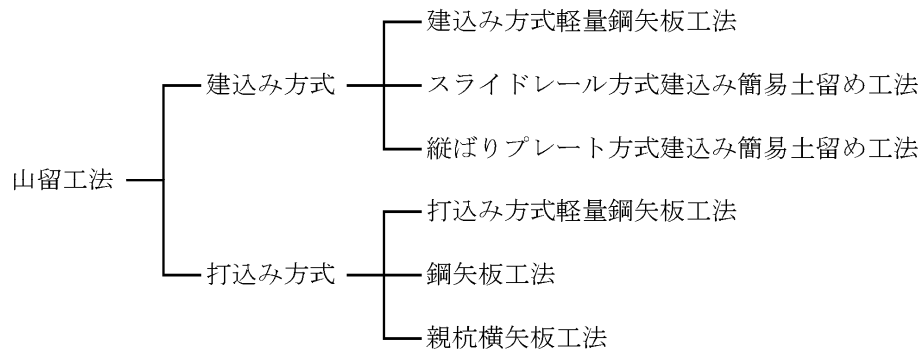 山留工法
建込み方式
建込み方式軽量鋼矢板工法
スライドレール方式建込み簡易土留め工法
縦ばりプレート方式建込み簡易土留め工法
打込み方式
打込み方式軽量鋼矢板工法
鋼矢板工法
親杭横矢板工法